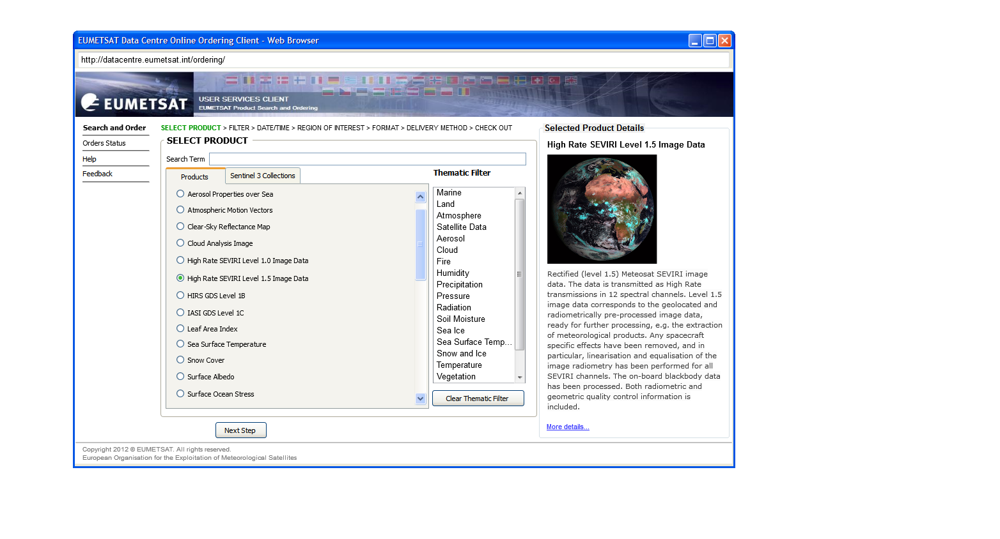 EUMETSAT Data Centre Online Ordering Client - Web Browser
http://datacentre.eumetsat.int/ordering/
EUMETSAT
USER SERVICES CLIENT
EUMETSAT Product Search and Ordering
Search and Order
Orders Status
Help
Feedback
SELECT PRODUCT > FILTER > DATE/TIME > REGION OF INTEREST > FORMAT > DELIVERY METHOD > CHECK OUT
SELECT PRODUCT
Search Term
Products
Sentinel 3 Collections
Aerosol Properties over Sea
Atmospheric Motion Vectors
Clear-Sky Reflectance Map
Cloud Analysis Image
High Rate SEVIRI Level 1.0 Image Data
High Rate SEVIRI Level 1.5 Image Data
HIRS GDS Level 1B
IASI GDS Level 1C
Leaf Area Index
Sea Surface Temperature
Snow Cover
Surface Albedo
Surface Ocean Stress
Thematic Filter
Marine
Land
Atmosphere
Satellite Data
Aerosol
Cloud
Fire
Humidity
Precipitation
Pressure
Radiation
Soil Moisture
Sea Ice
Sea Surface Temp...
Snow and Ice
Temperature
Vegetation
Clear Thematic Filter
Next Step
Selected Product Details
High Rate SEVIRI Level 1.5 Image Data
Rectified (level 1.5) Meteosat SEVIRI image
data. The data is transmitted as High Rate
transmissions in 12 spectral channels. Level 1.5
image data corresponds to the geolocated and
radiometrically pre-processed image data,
ready for further processing, e.g. the extraction
of meteorological products. Any spacecraft
specific effects have been removed, and in
particular, linearisation and equalisation of the
image radiometry has been performed for all
SEVIRI channels. The on-board blackbody data
has been processed. Both radiometric and
geometric quality control information is
included.
More details...
Copyright 2012 © EUMETSAT. All rights reserved.
European Organisation for the Exploitation of Meteorological Satellites